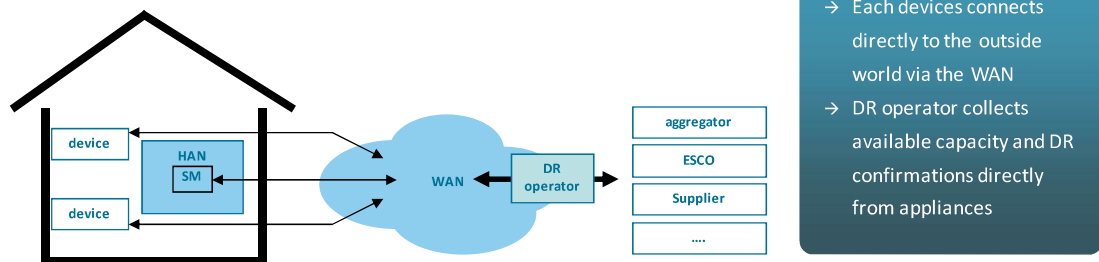 device
HAN
SM
device
WAN
DR
operator
aggregator
ESCO
Supplier
....
→ Each devices connects
directly to the outside
world via the WAN
→ DR operator collects
available capacity and DR
confirmations directly
from appliances